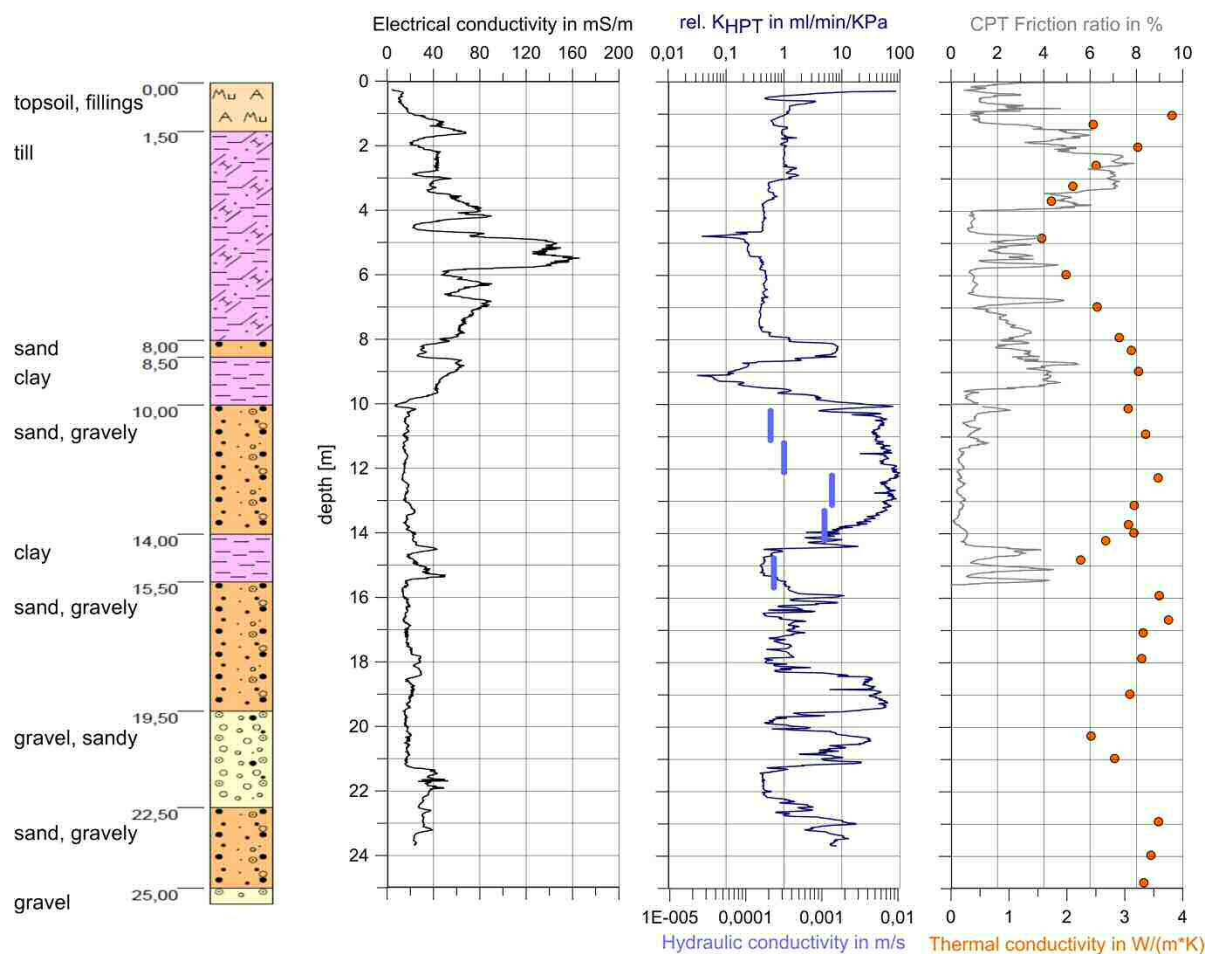 Electrical conductivity in mS/m
rel. KHPT in ml/min/KPa
CPT Friction ratio in %
0 40 80 120 160 200
0,01 0,1 1 10 100
0 2 4 6 8 10
0
0,00
topsoil, fillings
Mu A
A Mu
1,50
till
2
4
6
8
sand
8,00
8,50
clay
10
10,00
sand, gravely
12
depth [m]
14
14,00
clay
15,50
sand, gravely
16
18
19,50
20
gravel, sandy
22
22,50
sand, gravely
24
25,00
gravel
1E-005 0,0001 0,001 0,01
0 1 2 3 4
Hydraulic conductivity in m/s
Thermal conductivity in W/(m*K)